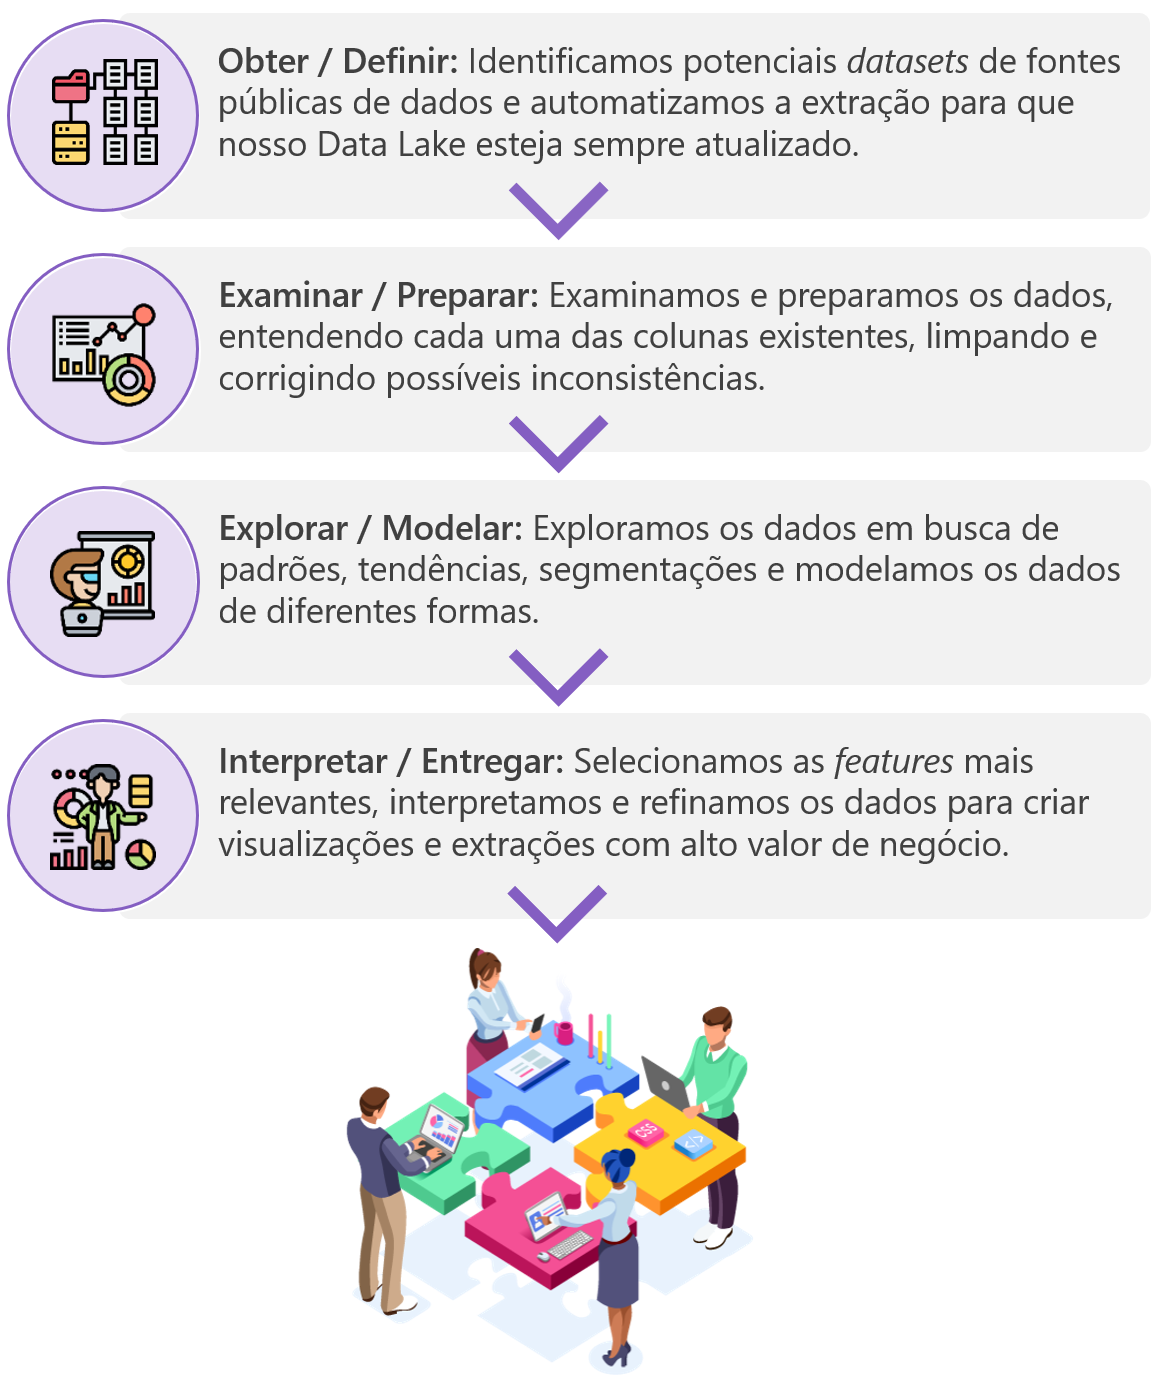 Obter / Definir: Identificamos potenciais datasets de fontes
públicas de dados e automatizamos a extração para que
nosso Data Lake esteja sempre atualizado.
Examinar / Preparar: Examinamos e preparamos os dados,
entendendo cada uma das colunas existentes, limpando e
corrigindo possíveis inconsistências.
Explorar / Modelar: Exploramos os dados em busca de
padrões, tendências, segmentações e modelamos os dados
de diferentes formas.
Interpretar / Entregar: Selecionamos as features mais
relevantes, interpretamos e refinamos os dados para criar
visualizações e extrações com alto valor de negócio.
CSS
</>